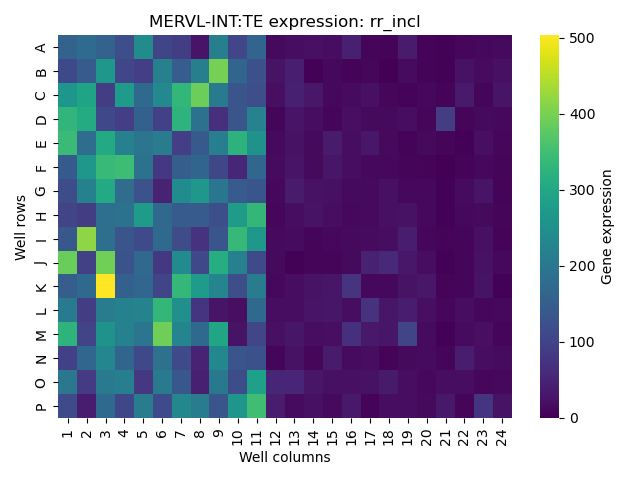 MERVL-INT:TE expression: rr_incl
Well rows
A
B
C
D
E
F
G
H
I
J
K
L
M
N
O
P
1 2 3 4 5 6 7 8 9 10 11 12 13 14 15 16 17 18 19 20 21 22 23 24
Well columns
500
400
300
200
100
0
Gene expression